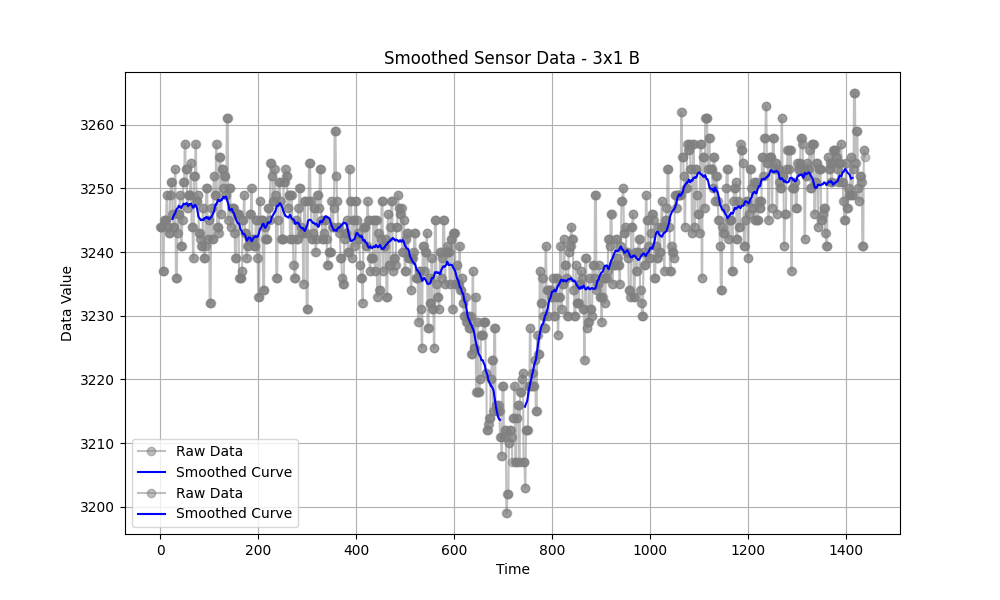 Smoothed Sensor Data - 3x1 B
Data Value
3260
3250
3240
3230
3220
3210
3200
Raw Data
Smoothed Curve
Raw Data
Smoothed Curve
0 200 400 600 800 1000 1200 1400
Time